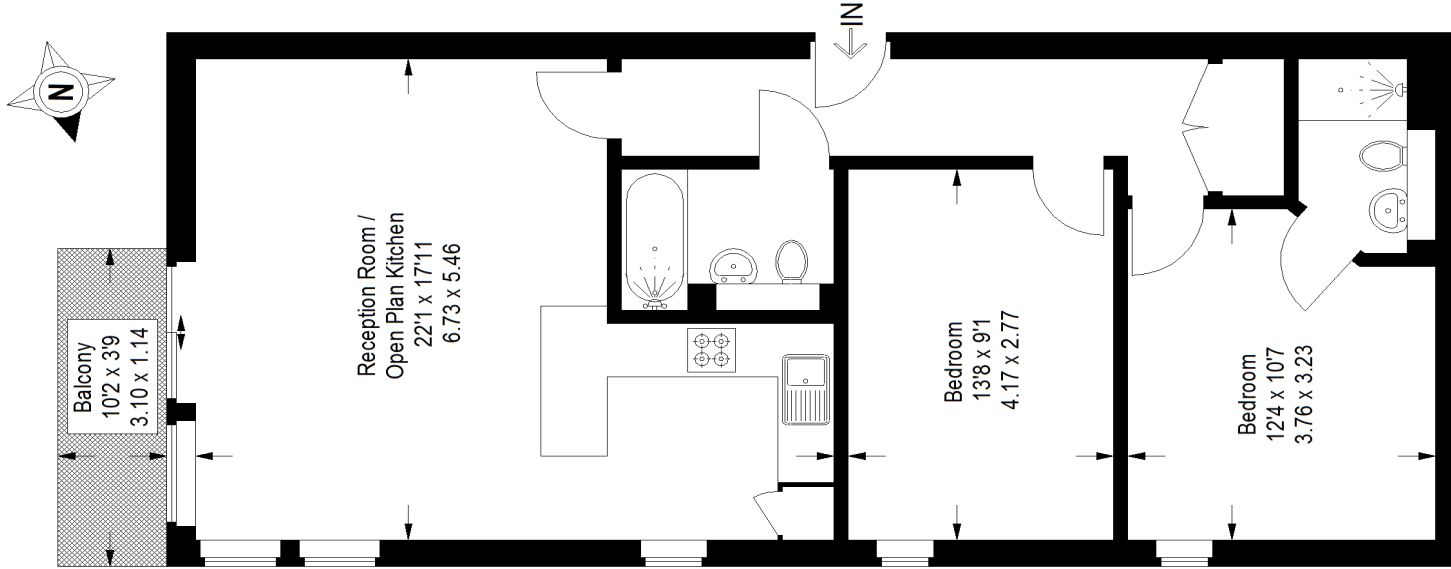 IN
N
Balcony
10'2 x 3'9
3.10 x 1.14
Reception Room /
Open Plan Kitchen
22'1 x 17'11
6.73 x 5.46
Bedroom
13'8 x 9'1
4.17 x 2.77
Bedroom
12'4 x 10'7
3.76 x 3.23